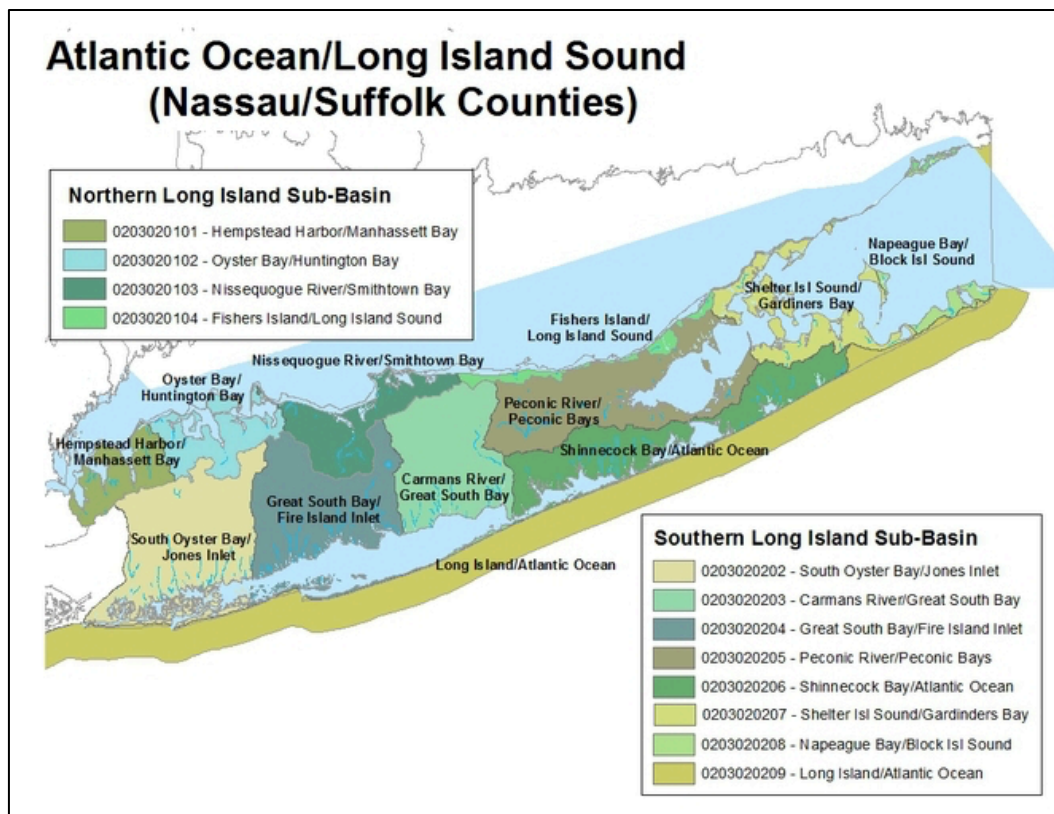 Atlantic Ocean/Long Island Sound
(Nassau/Suffolk Counties)
Northern Long Island Sub-Basin
0203020101 - Hempstead Harbor/Manhassett Bay
0203020102 - Oyster Bay/Huntington Bay
0203020103 - Nissequogue River/Smithtown Bay
0203020104 - Fishers Island/Long Island Sound
Napeague Bay/
Block Isl Sound
Shelter Isl Sound/
Gardiners Bay
Fishers Island/
Long Island Sound
Nissequogue River/Smithtown Bay
Oyster Bay/
Huntington Bay
Peconic River/
Peconic Bays
Hempstead Harbor/
Manhassett Bay
Shinnecock Bay/Atlantic Ocean
Carmans River/
Great South Bay
Great South Bay/
Fire Island Inlet
South Oyster Bay/
Jones Inlet
Long Island/Atlantic Ocean
Southern Long Island Sub-Basin
0203020202 - South Oyster Bay/Jones Inlet
0203020203 - Carmans River/Great South Bay
0203020204 - Great South Bay/Fire Island Inlet
0203020205 - Peconic River/Peconic Bays
0203020206 - Shinnecock Bay/Atlantic Ocean
0203020207 - Shelter Isl Sound/Gardinders Bay
0203020208 - Napeague Bay/Block Isl Sound
0203020209 - Long Island/Atlantic Ocean